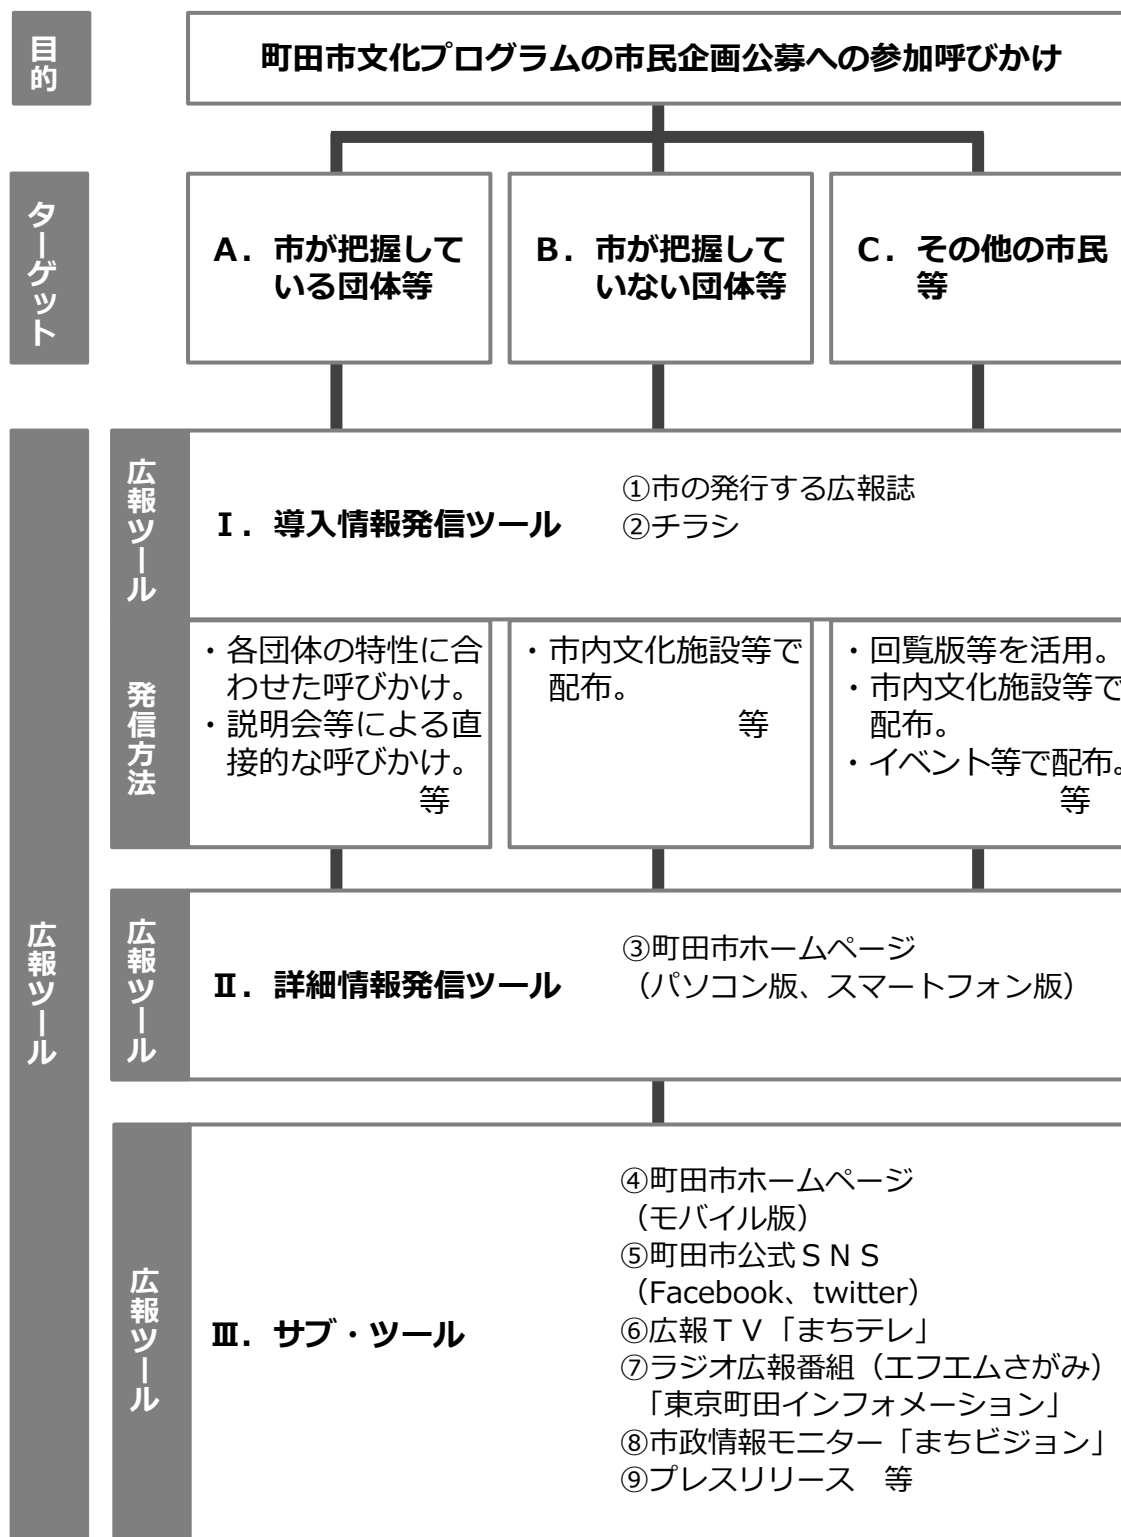 目的
町田市文化プログラムの市民企画公募への参加呼びかけ
ターゲット
A．市が把握して
いる団体等
B．市が把握して
いない団体等
C．その他の市民
等
広報ツール
広報ツール
Ⅰ．導入情報発信ツール
①市の発行する広報誌
②チラシ
発信方法
・各団体の特性に合
わせた呼びかけ。
・説明会等による直
接的な呼びかけ。
等
・市内文化施設等で
配布。
等
・回覧版等を活用。
・市内文化施設等で
配布。
・イベント等で配布。
等
広報ツール
Ⅱ．詳細情報発信ツール
③町田市ホームページ
（パソコン版、スマートフォン版）
広報ツール
Ⅲ．サブ・ツール
④町田市ホームページ
（モバイル版）
⑤町田市公式ＳＮＳ
（Facebook、twitter）
⑥広報ＴＶ「まちテレ」
⑦ラジオ広報番組（エフエムさがみ）
「東京町田インフォメーション」
⑧市政情報モニター「まちビジョン」
⑨プレスリリース　等